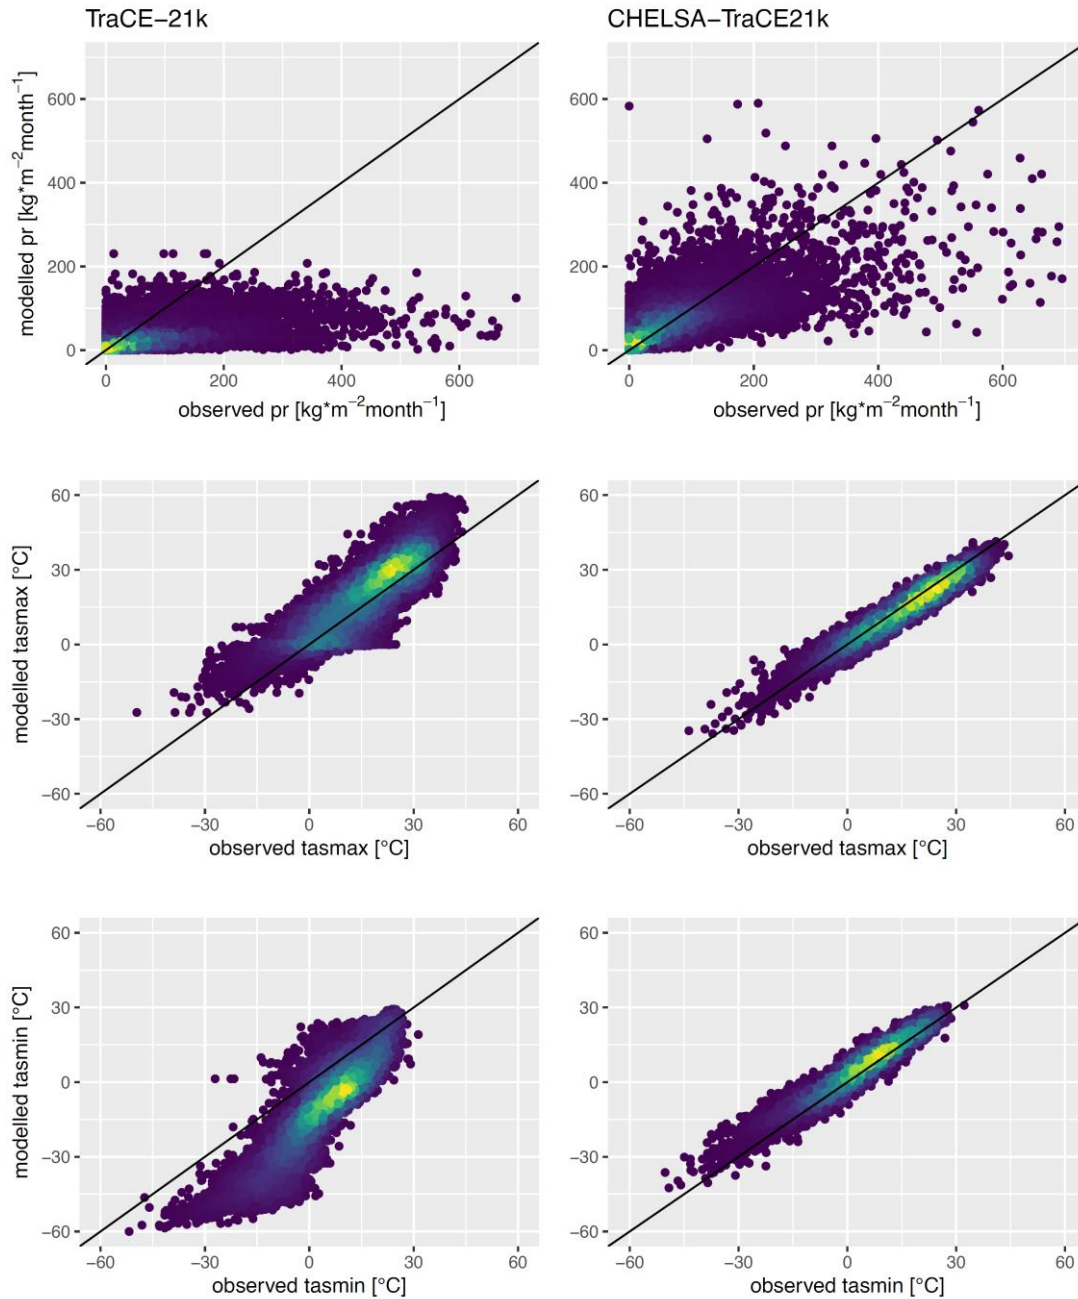 TraCE−21k
CHELSA−TraCE21k
modelled pr [kg*m−2month−1]
600
400
200
0
0 200 400 600
observed pr [kg*m−2month−1]
600
400
200
0
0 200 400 600
observed pr [kg*m−2month−1]
modelled tasmax [°C]
60
30
0
−30
−60
−60 −30 0 30 60
observed tasmax [°C]
60
30
0
−30
−60
−60 −30 0 30 60
observed tasmax [°C]
modelled tasmin [°C]
60
30
0
−30
−60
−60 −30 0 30 60
observed tasmin [°C]
60
30
0
−30
−60
−60 −30 0 30 60
observed tasmin [°C]